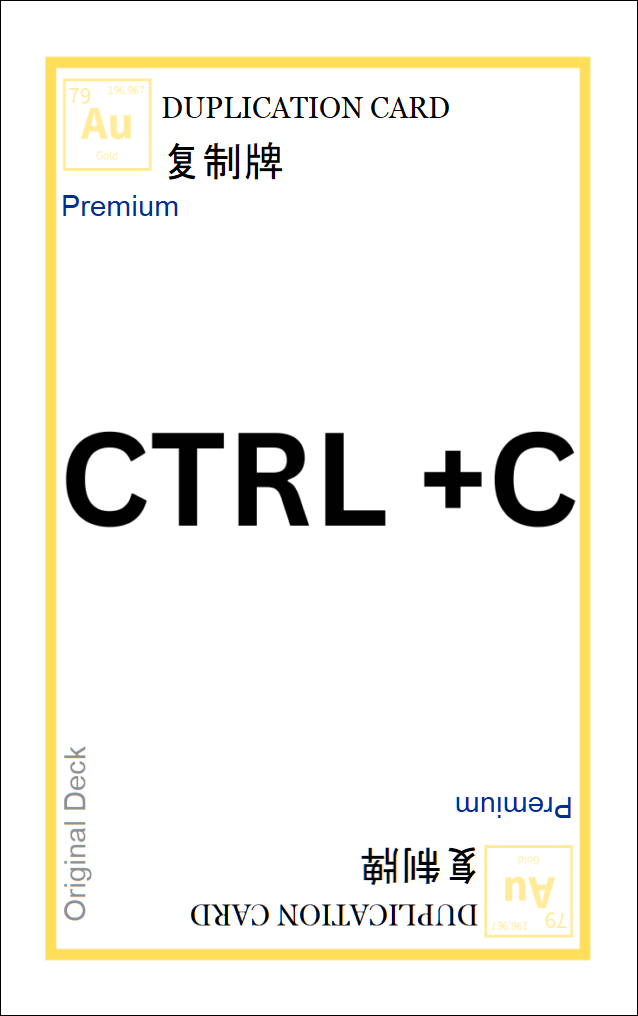 79 196,967
Au
Gold
DUPLICATION CARD
复制牌
Premium
CTRL +C
Original Deck
Premium
复制牌
DUPLICATION CARD
79 196,967
Au
Gold